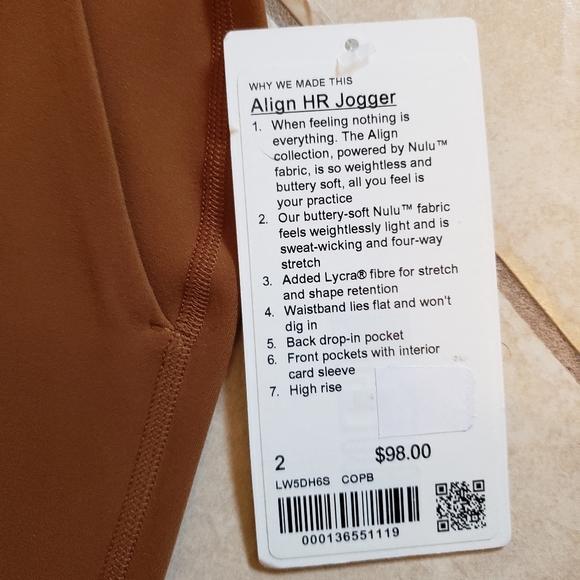 WHY WE MADE THIS
Align HR Jogger
1. When feeling nothing is
everything. The Align
collection, powered by Nulu™
fabric, is so weightless and
buttery soft, all you feel is
your practice
2. Our buttery-soft Nulu™ fabric
feels weightlessly light and is
sweat-wicking and four-way
stretch
3. Added Lycra® fibre for stretch
and shape retention
4. Waistband lies flat and won't
dig in
5. Back drop-in pocket
6. Front pockets with interior
card sleeve
7. High rise
2 $98.00
LW5DH6S COPB
000136551119